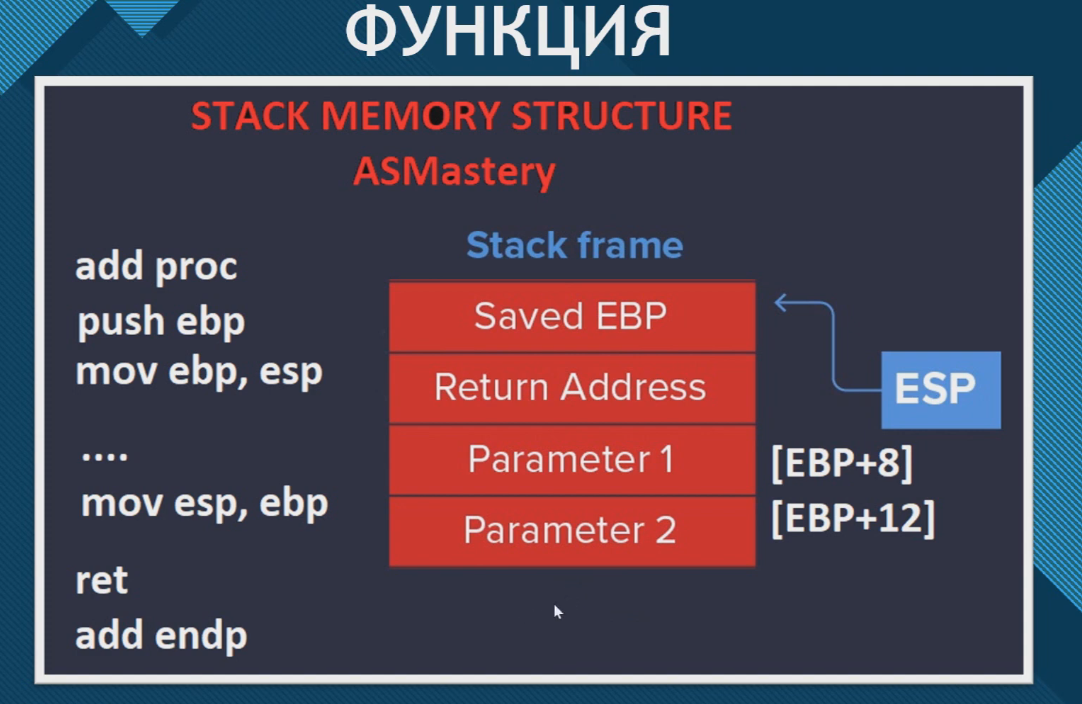 ФУНКЦИЯ
STACK MEMORY STRUCTURE
ASMastery
Stack frame
add proc
push ebp
mov ebp, esp
....
mov esp, ebp
ret
add endp
Saved EBP
Return Address
Parameter 1
Parameter 2
ESP
[EBP+8]
[EBP+12]